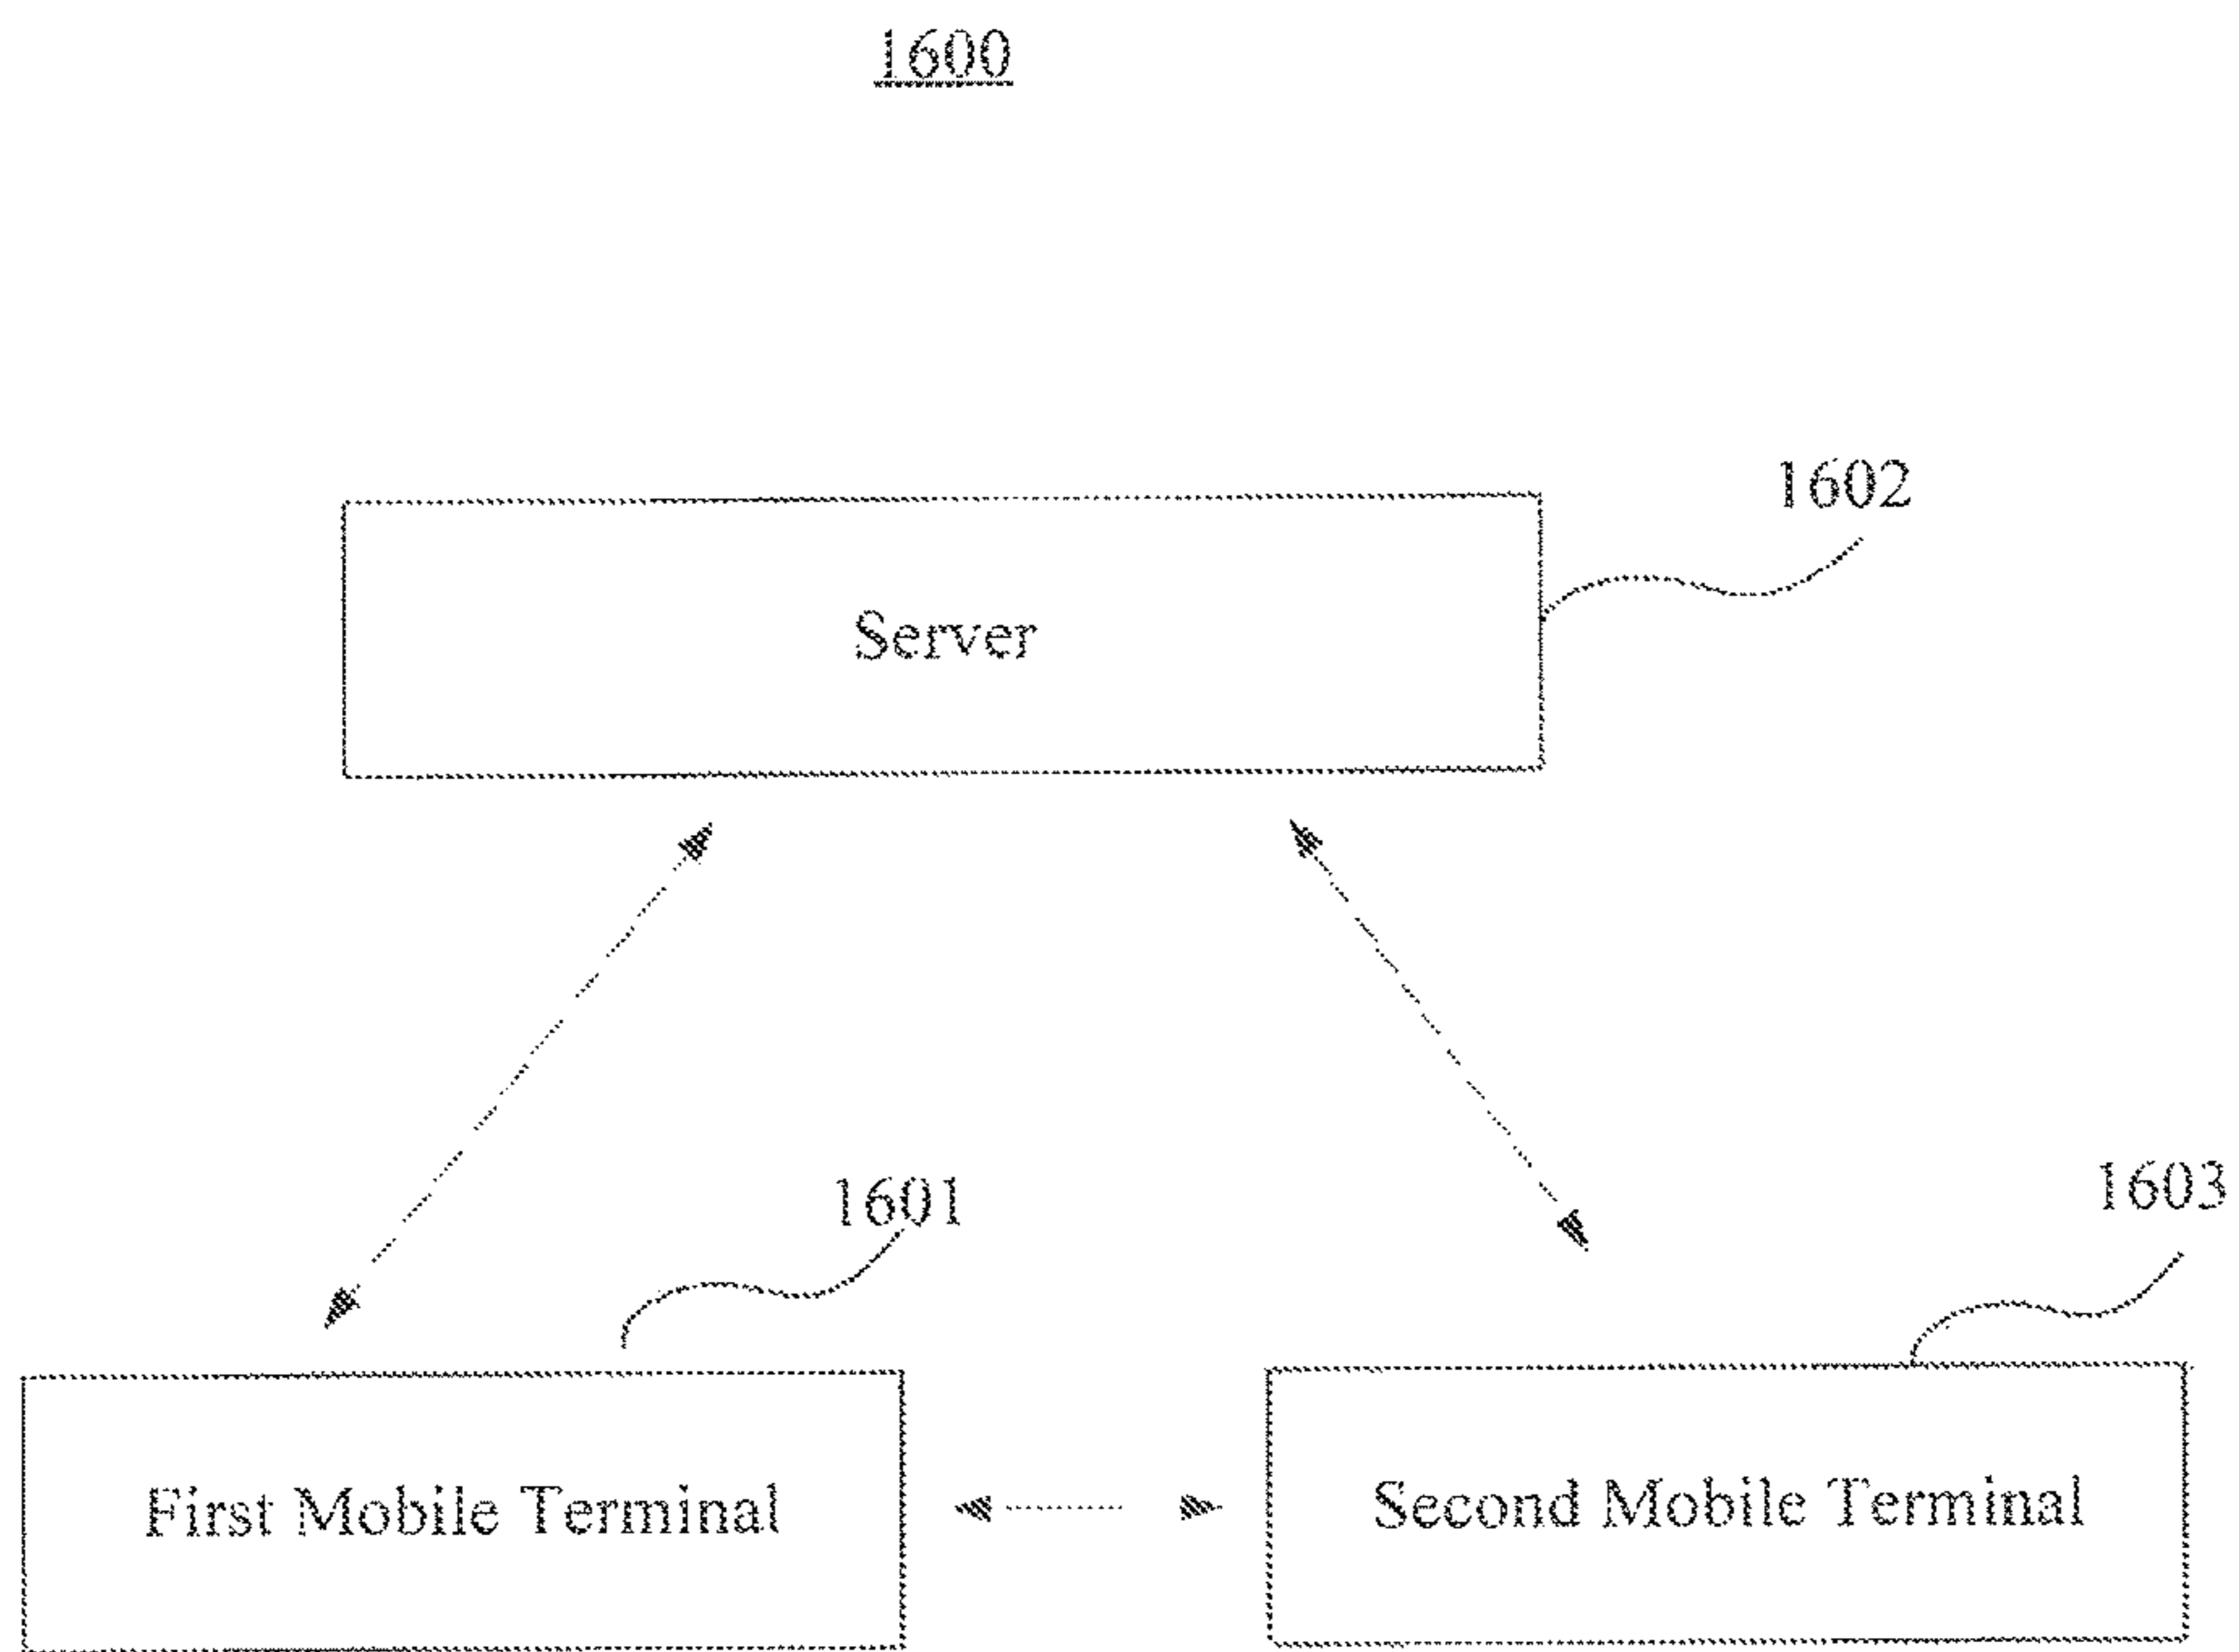 1600
1602
Server
1601
1603
First Mobile Terminal
Second Mobile Terminal